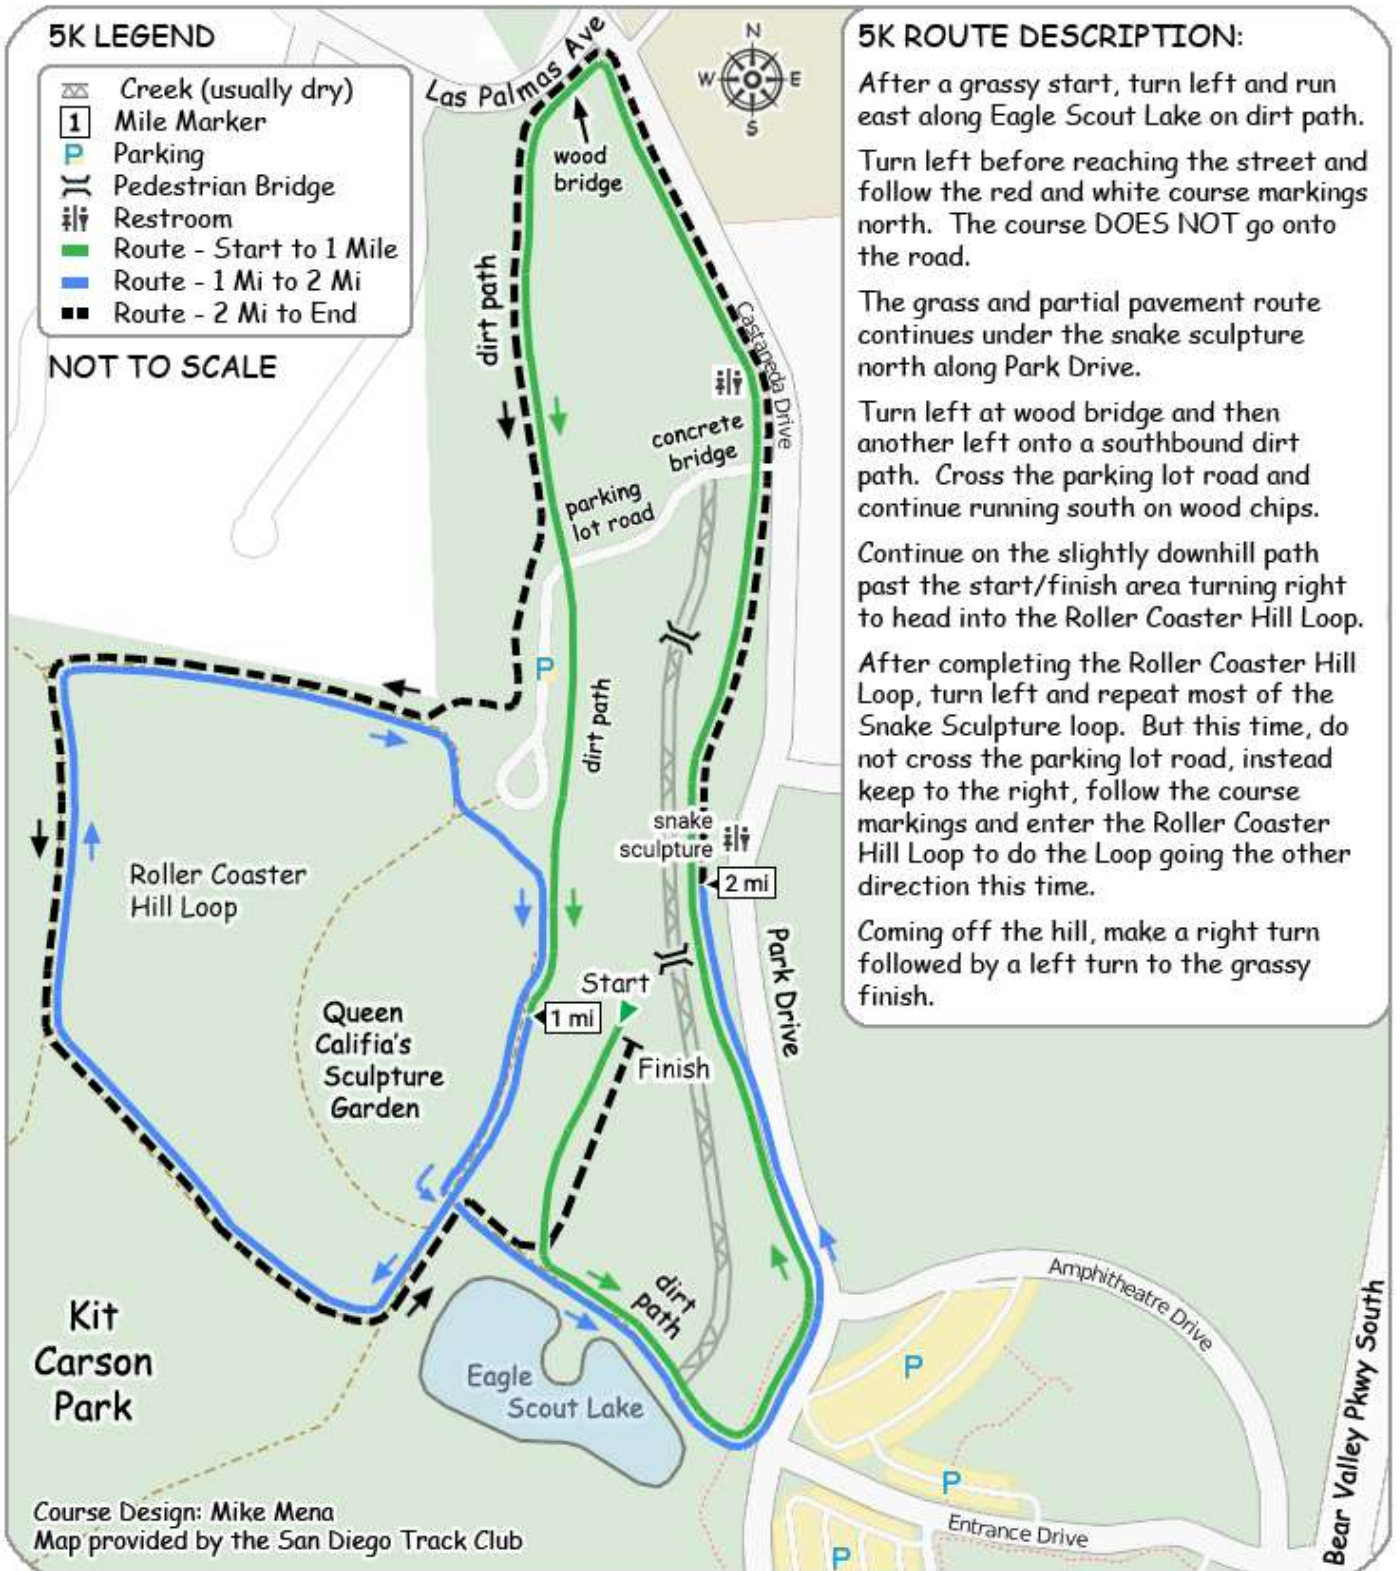 5K LEGEND
Creek (usually dry)
1 Mile Marker
P Parking
Pedestrian Bridge
Restroom
Route - Start to 1 Mile
Route - 1 Mi to 2 Mi
Route - 2 Mi to End
NOT TO SCALE
Las Palmas Ave
N
W E
S
wood
bridge
dirt path
Castaneda Drive
concrete
bridge
parking
lot road
P
dirt path
snake
sculpture
2 mi
Roller Coaster
Hill Loop
Park Drive
Start
1 mi
Queen
Califia's
Sculpture
Garden
Finish
dirt
path
Eagle
Scout Lake
Kit
Carson
Park
Amphitheatre Drive
P
P
P
Entrance Drive
Bear Valley Pkwy South
Course Design: Mike Mena
Map provided by the San Diego Track Club
5K ROUTE DESCRIPTION:
After a grassy start, turn left and run
east along Eagle Scout Lake on dirt path.
Turn left before reaching the street and
follow the red and white course markings
north. The course DOES NOT go onto
the road.
The grass and partial pavement route
continues under the snake sculpture
north along Park Drive.
Turn left at wood bridge and then
another left onto a southbound dirt
path. Cross the parking lot road and
continue running south on wood chips.
Continue on the slightly downhill path
past the start/finish area turning right
to head into the Roller Coaster Hill Loop.
After completing the Roller Coaster Hill
Loop, turn left and repeat most of the
Snake Sculpture loop. But this time, do
not cross the parking lot road, instead
keep to the right, follow the course
markings and enter the Roller Coaster
Hill Loop to do the Loop going the other
direction this time.
Coming off the hill, make a right turn
followed by a left turn to the grassy
finish.